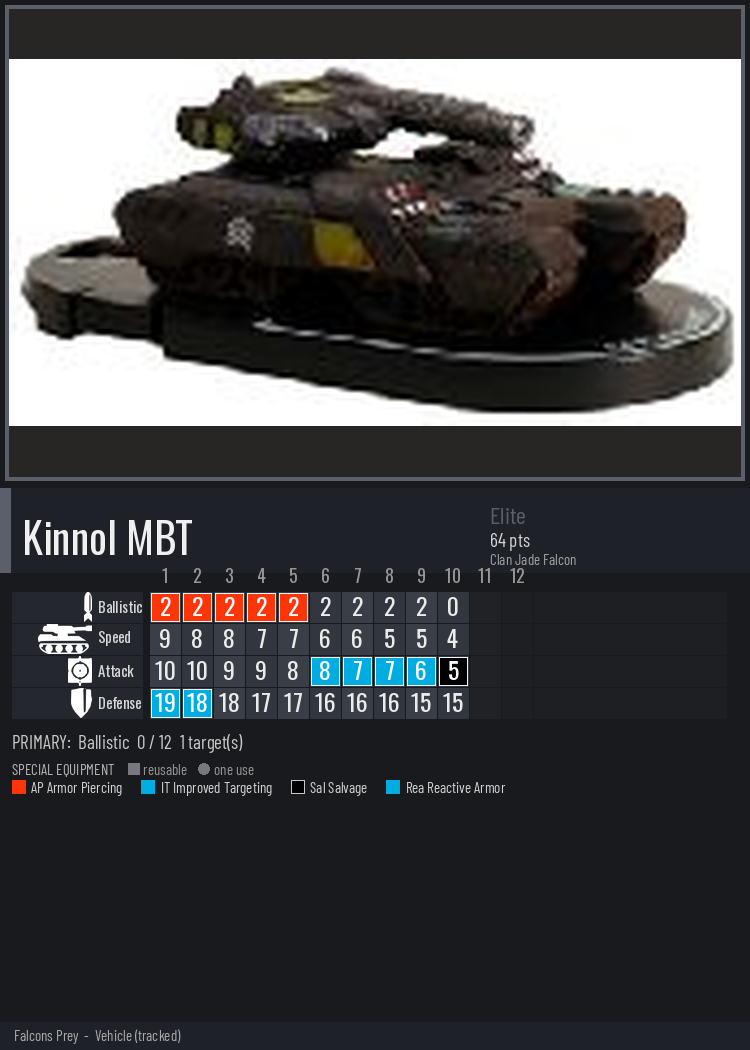 Kinnol MBT
Elite
64 pts
Clan Jade Falcon
1 2 3 4 5 6 7 8 9 10 11 12
Ballistic 2 2 2 2 2 2 2 2 2 0
Speed 9 8 8 7 7 6 6 5 5 4
Attack 10 10 9 9 8 8 7 7 6 5
Defense 19 18 18 17 17 16 16 16 15 15
PRIMARY: Ballistic 0 / 12 1 target(s)
SPECIAL EQUIPMENT reusable one use
AP Armor Piercing IT Improved Targeting Sal Salvage Rea Reactive Armor
Falcons Prey - Vehicle (tracked)